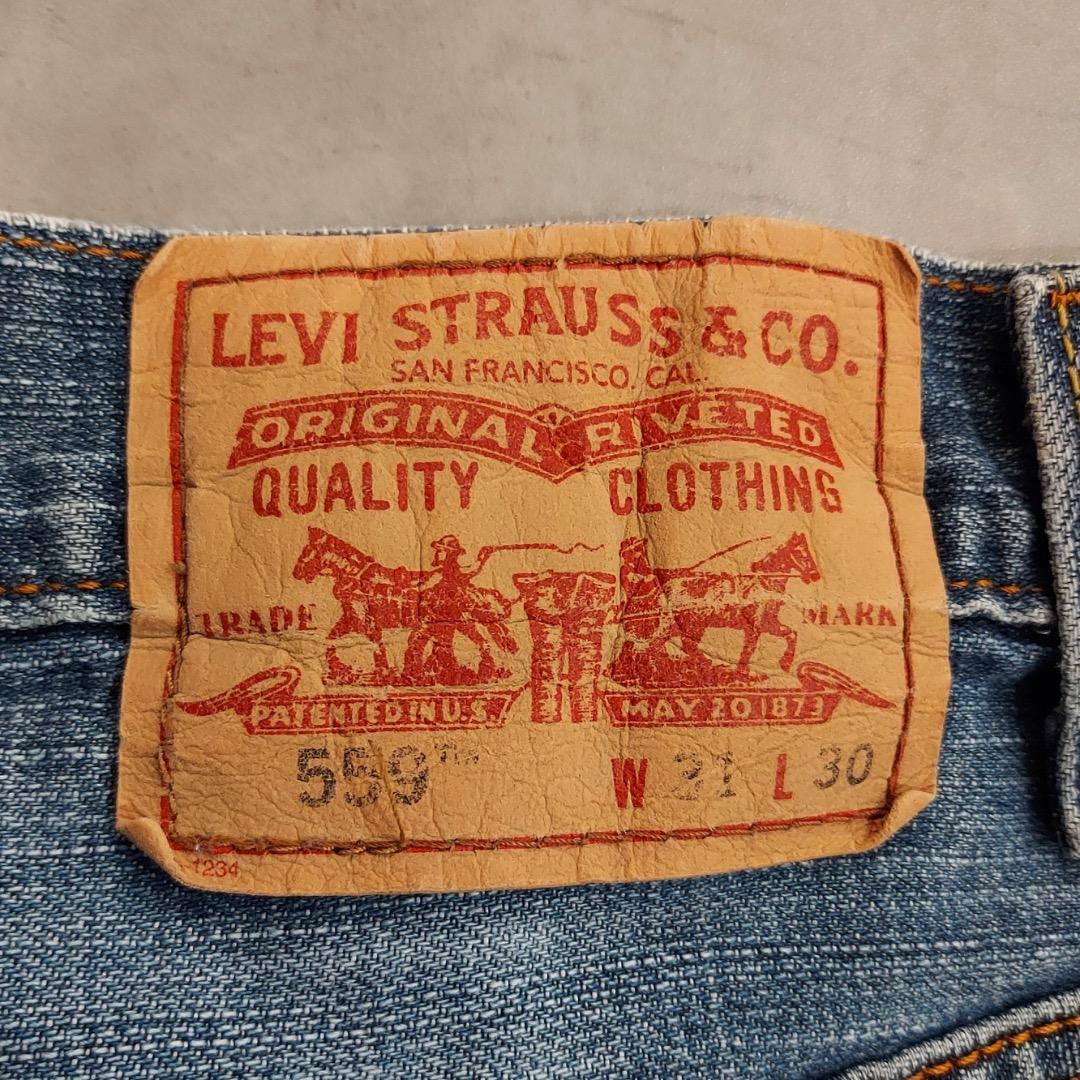 LEVI STRAUSS & CO.
SAN FRANCISCO, CAL.
ORIGINAL RIVETED
QUALITY CLOTHING
TRADE MARK
PATENTED IN U.S. MAY 20 1873
559™ W 31 L 30
1234